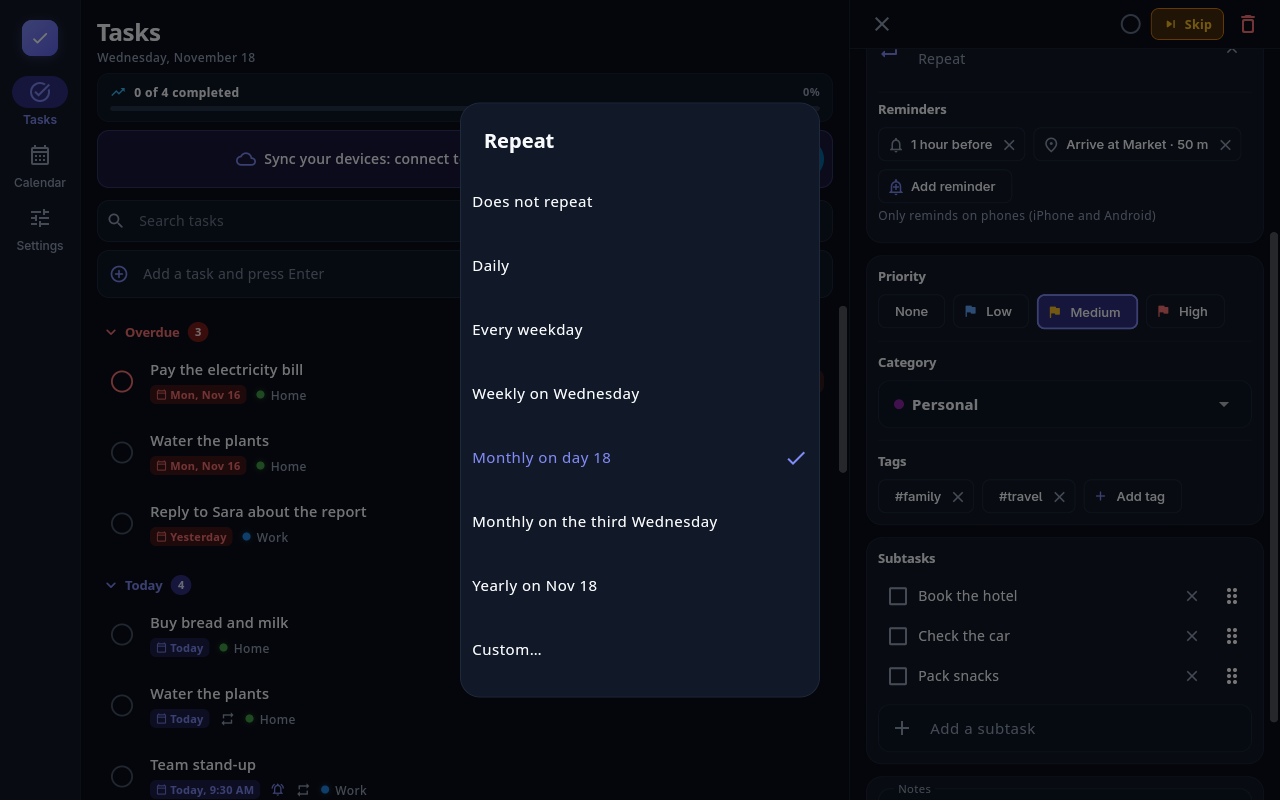 Tasks
Calendar
Settings
Tasks
Wednesday, November 18
0 of 4 completed
0%
Sync your devices: connect t
Search tasks
Add a task and press Enter
Overdue 3
Pay the electricity bill
Mon, Nov 16 Home
Water the plants
Mon, Nov 16 Home
Reply to Sara about the report
Yesterday Work
Today 4
Buy bread and milk
Today Home
Water the plants
Today Home
Team stand-up
Today, 9:30 AM Work
Repeat
Does not repeat
Daily
Every weekday
Weekly on Wednesday
Monthly on day 18
Monthly on the third Wednesday
Yearly on Nov 18
Custom…
Skip
Repeat
Reminders
1 hour before
Arrive at Market · 50 m
Add reminder
Only reminds on phones (iPhone and Android)
Priority
None Low Medium High
Category
Personal
Tags
#family #travel Add tag
Subtasks
Book the hotel
Check the car
Pack snacks
Add a subtask
Notes